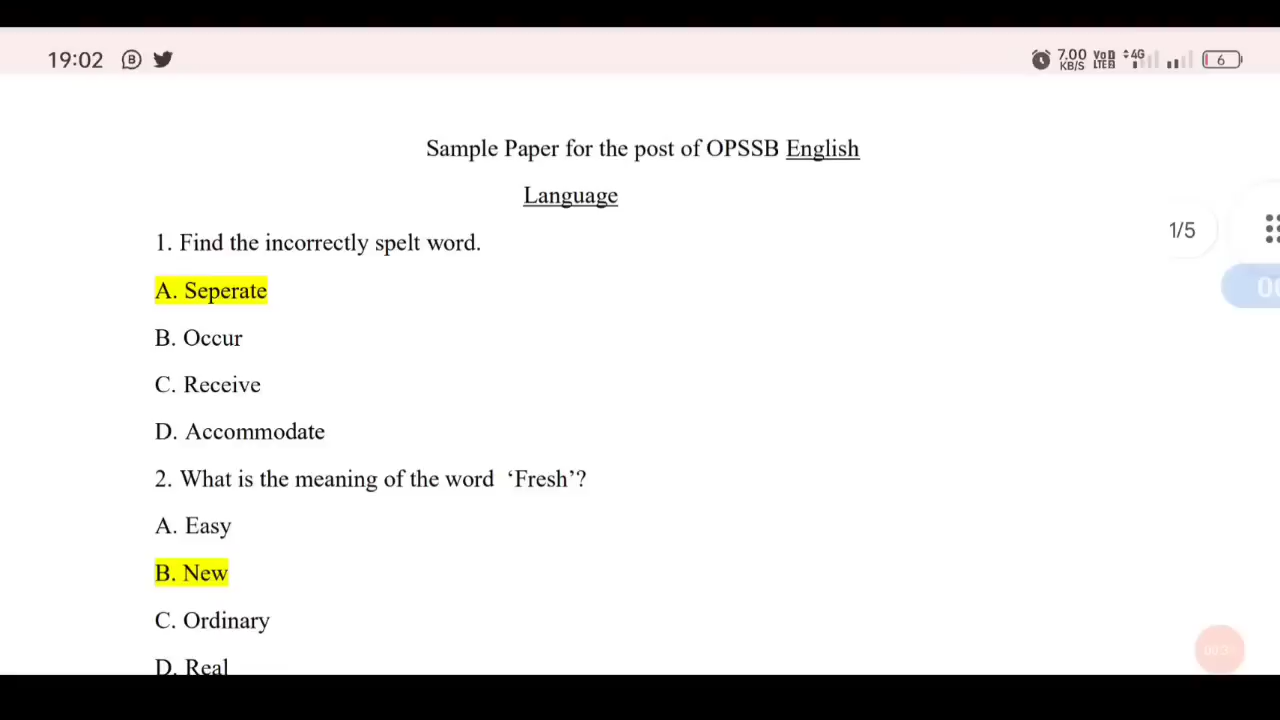 19:02
7.00 KB/S 4G 6
Sample Paper for the post of OPSSB English
Language
1/5
1. Find the incorrectly spelt word.
A. Seperate
B. Occur
C. Receive
D. Accommodate
2. What is the meaning of the word ‘Fresh’?
A. Easy
B. New
C. Ordinary
D. Real